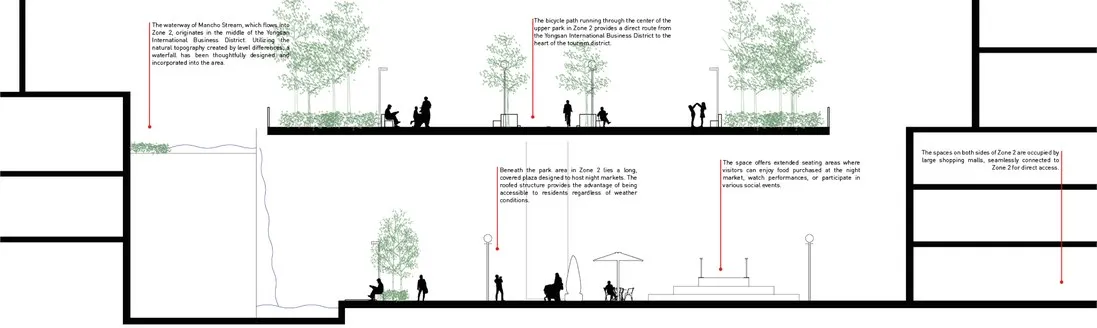 The waterway of Mancho Stream, which flows into
Zone 2, originates in the middle of the Yongsan
International Business District. Utilizing the
natural topography created by level differences, a
waterfall has been thoughtfully designed and
incorporated into the area.
The bicycle path running through the center of the
upper park in Zone 2 provides a direct route from
the Yongsan International Business District to the
heart of the tourism district.
Beneath the park area in Zone 2 lies a long,
covered plaza designed to host night markets. The
roofed structure provides the advantage of being
accessible to residents regardless of weather
conditions.
The space offers extended seating areas where
visitors can enjoy food purchased at the night
market, watch performances, or participate in
various social events.
The spaces on both sides of Zone 2 are occupied by
large shopping malls, seamlessly connected to
Zone 2 for direct access.